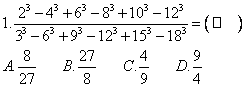 1. \frac{2^3-4^3+6^3-8^3+10^3-12^3}{3^3-6^3+9^3-12^3+15^3-18^3}=(□ )
A.\frac{8}{27} B.\frac{27}{8} C.\frac{4}{9} D.\frac{9}{4}